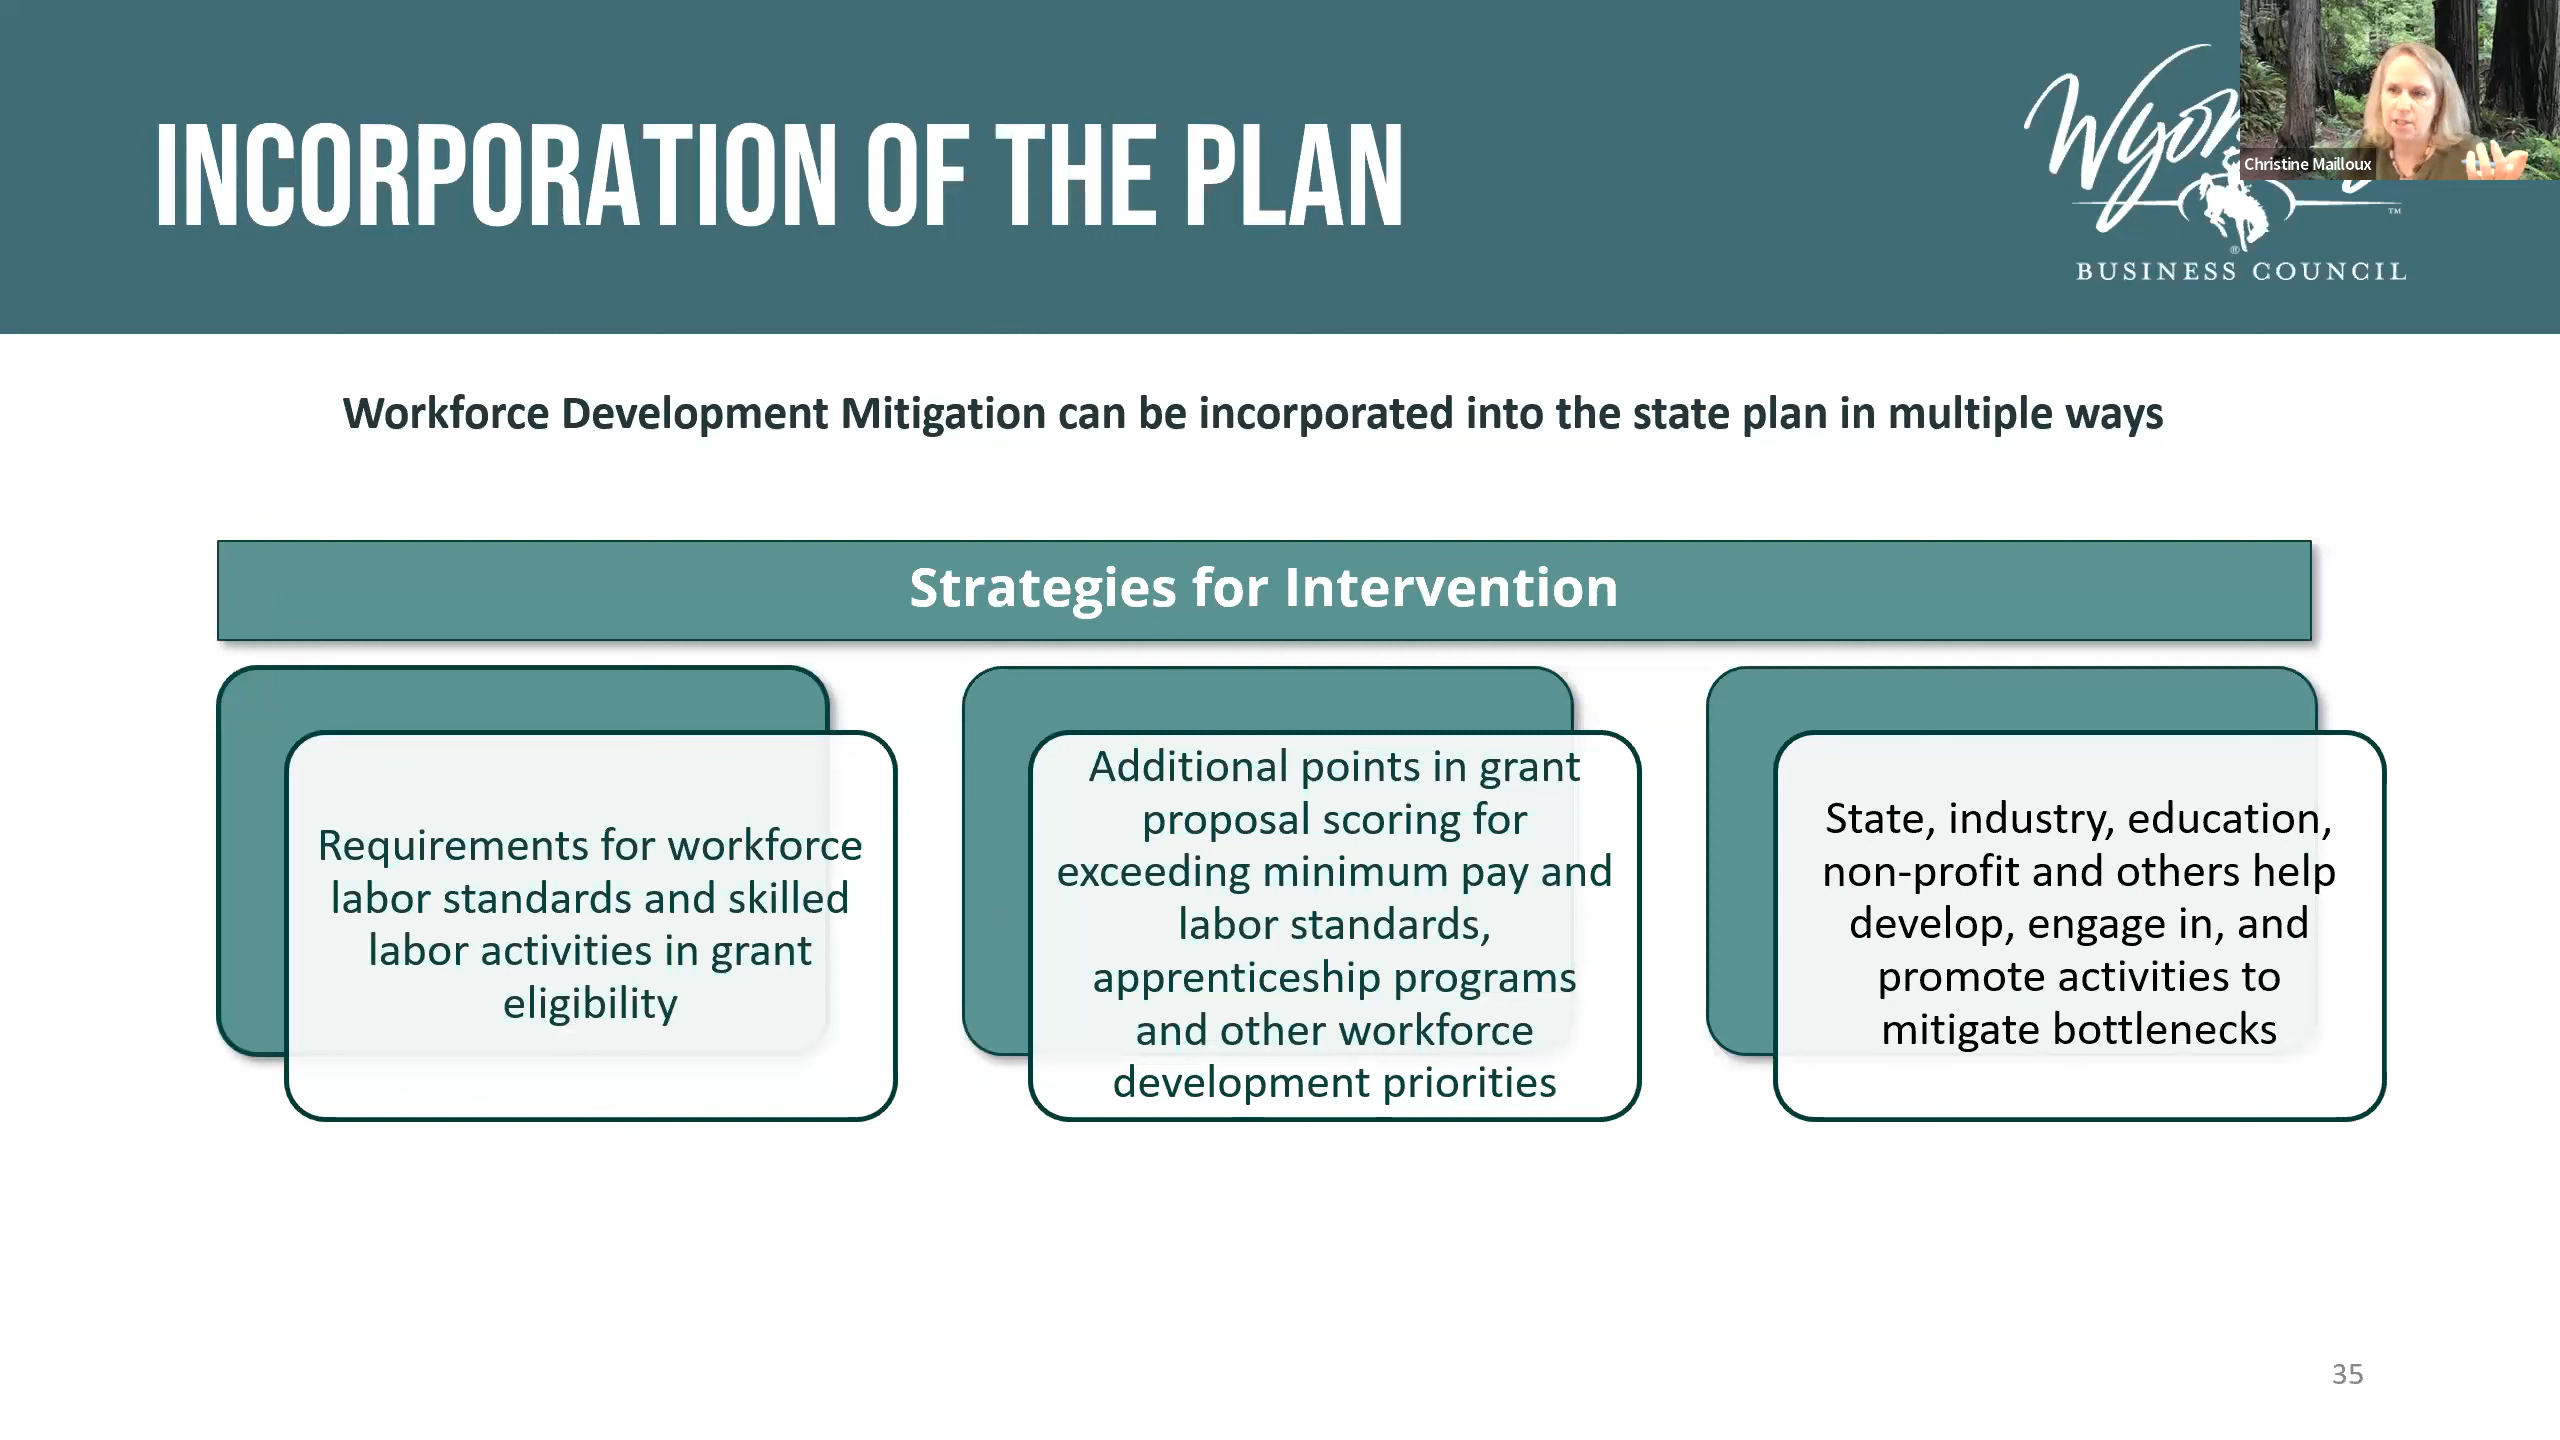 INCORPORATION OF THE PLAN
Christine Mailloux
TM
®
BUSINESS COUNCIL
Workforce Development Mitigation can be incorporated into the state plan in multiple ways
Strategies for Intervention
Requirements for workforce
labor standards and skilled
labor activities in grant
eligibility
Additional points in grant
proposal scoring for
exceeding minimum pay and
labor standards,
apprenticeship programs
and other workforce
development priorities
State, industry, education,
non-profit and others help
develop, engage in, and
promote activities to
mitigate bottlenecks
35